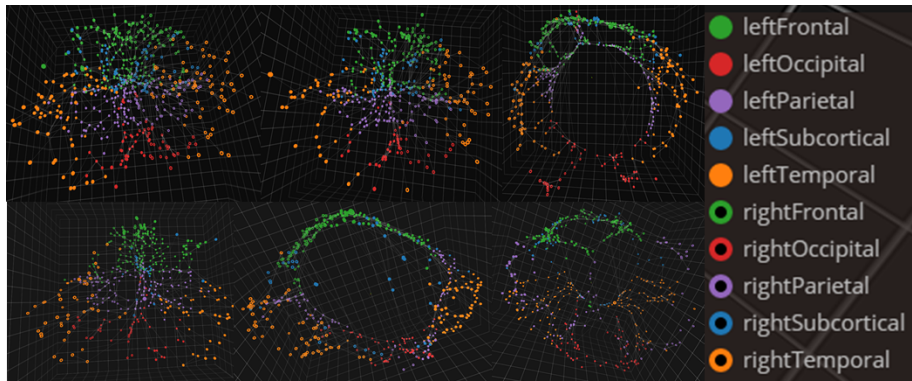 leftFrontal
leftOccipital
leftParietal
leftSubcortical
leftTemporal
rightFrontal
rightOccipital
rightParietal
rightSubcortical
rightTemporal